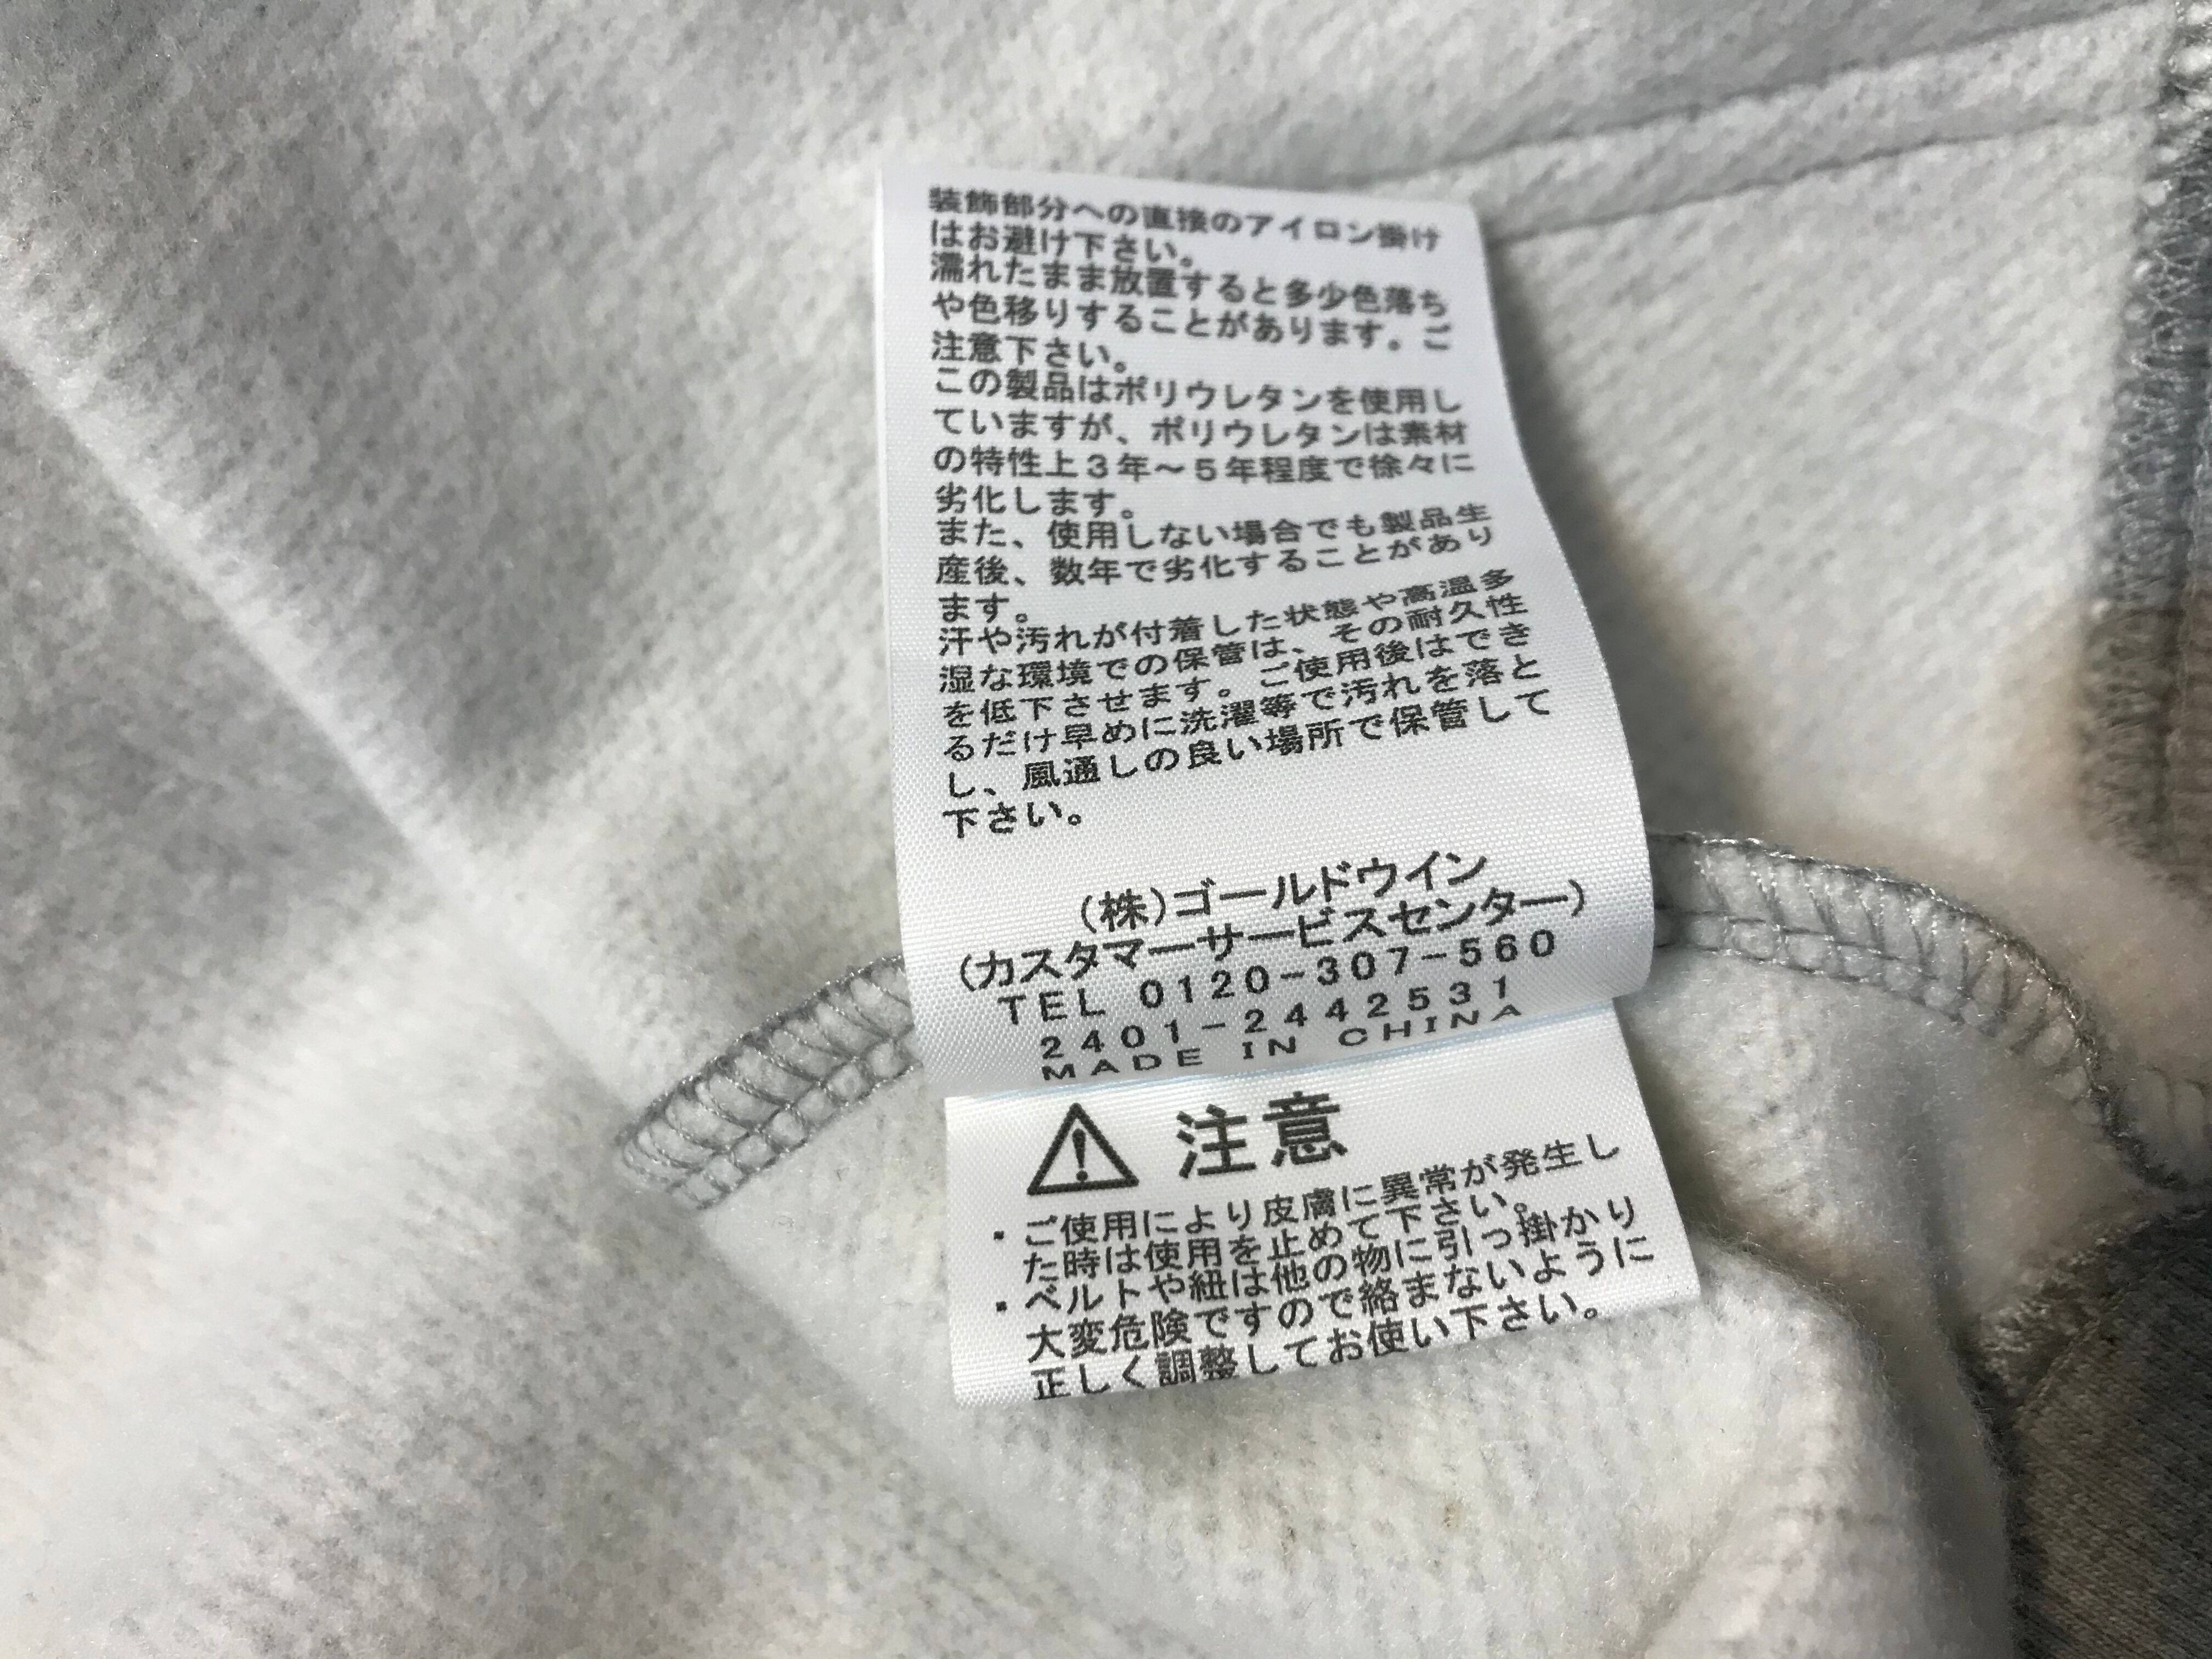 装飾部分への直接のアイロン掛け
はお避け下さい。
濡れたまま放置すると多少色落ち
や色移りすることがあります。ご
注意下さい。
この製品はポリウレタンを使用し
ていますが、ポリウレタンは素材
の特性上３年～５年程度で徐々に
劣化します。
また、使用しない場合でも製品生
産後、数年で劣化することがあり
ます。
汗や汚れが付着した状態や高温多
湿な環境での保管は、その耐久性
を低下させます。ご使用後はでき
るだけ早めに洗濯等で汚れを落と
し、風通しの良い場所で保管して
下さい。
(株)ゴールドウイン
(カスタマーサービスセンター)
TEL 0120-307-560
2401-2442531
MADE IN CHINA
注意
・ご使用により皮膚に異常が発生し
た時は使用を止めて下さい。
・ベルトや紐は他の物に引っ掛かり
大変危険ですので絡まないように
正しく調整してお使い下さい。